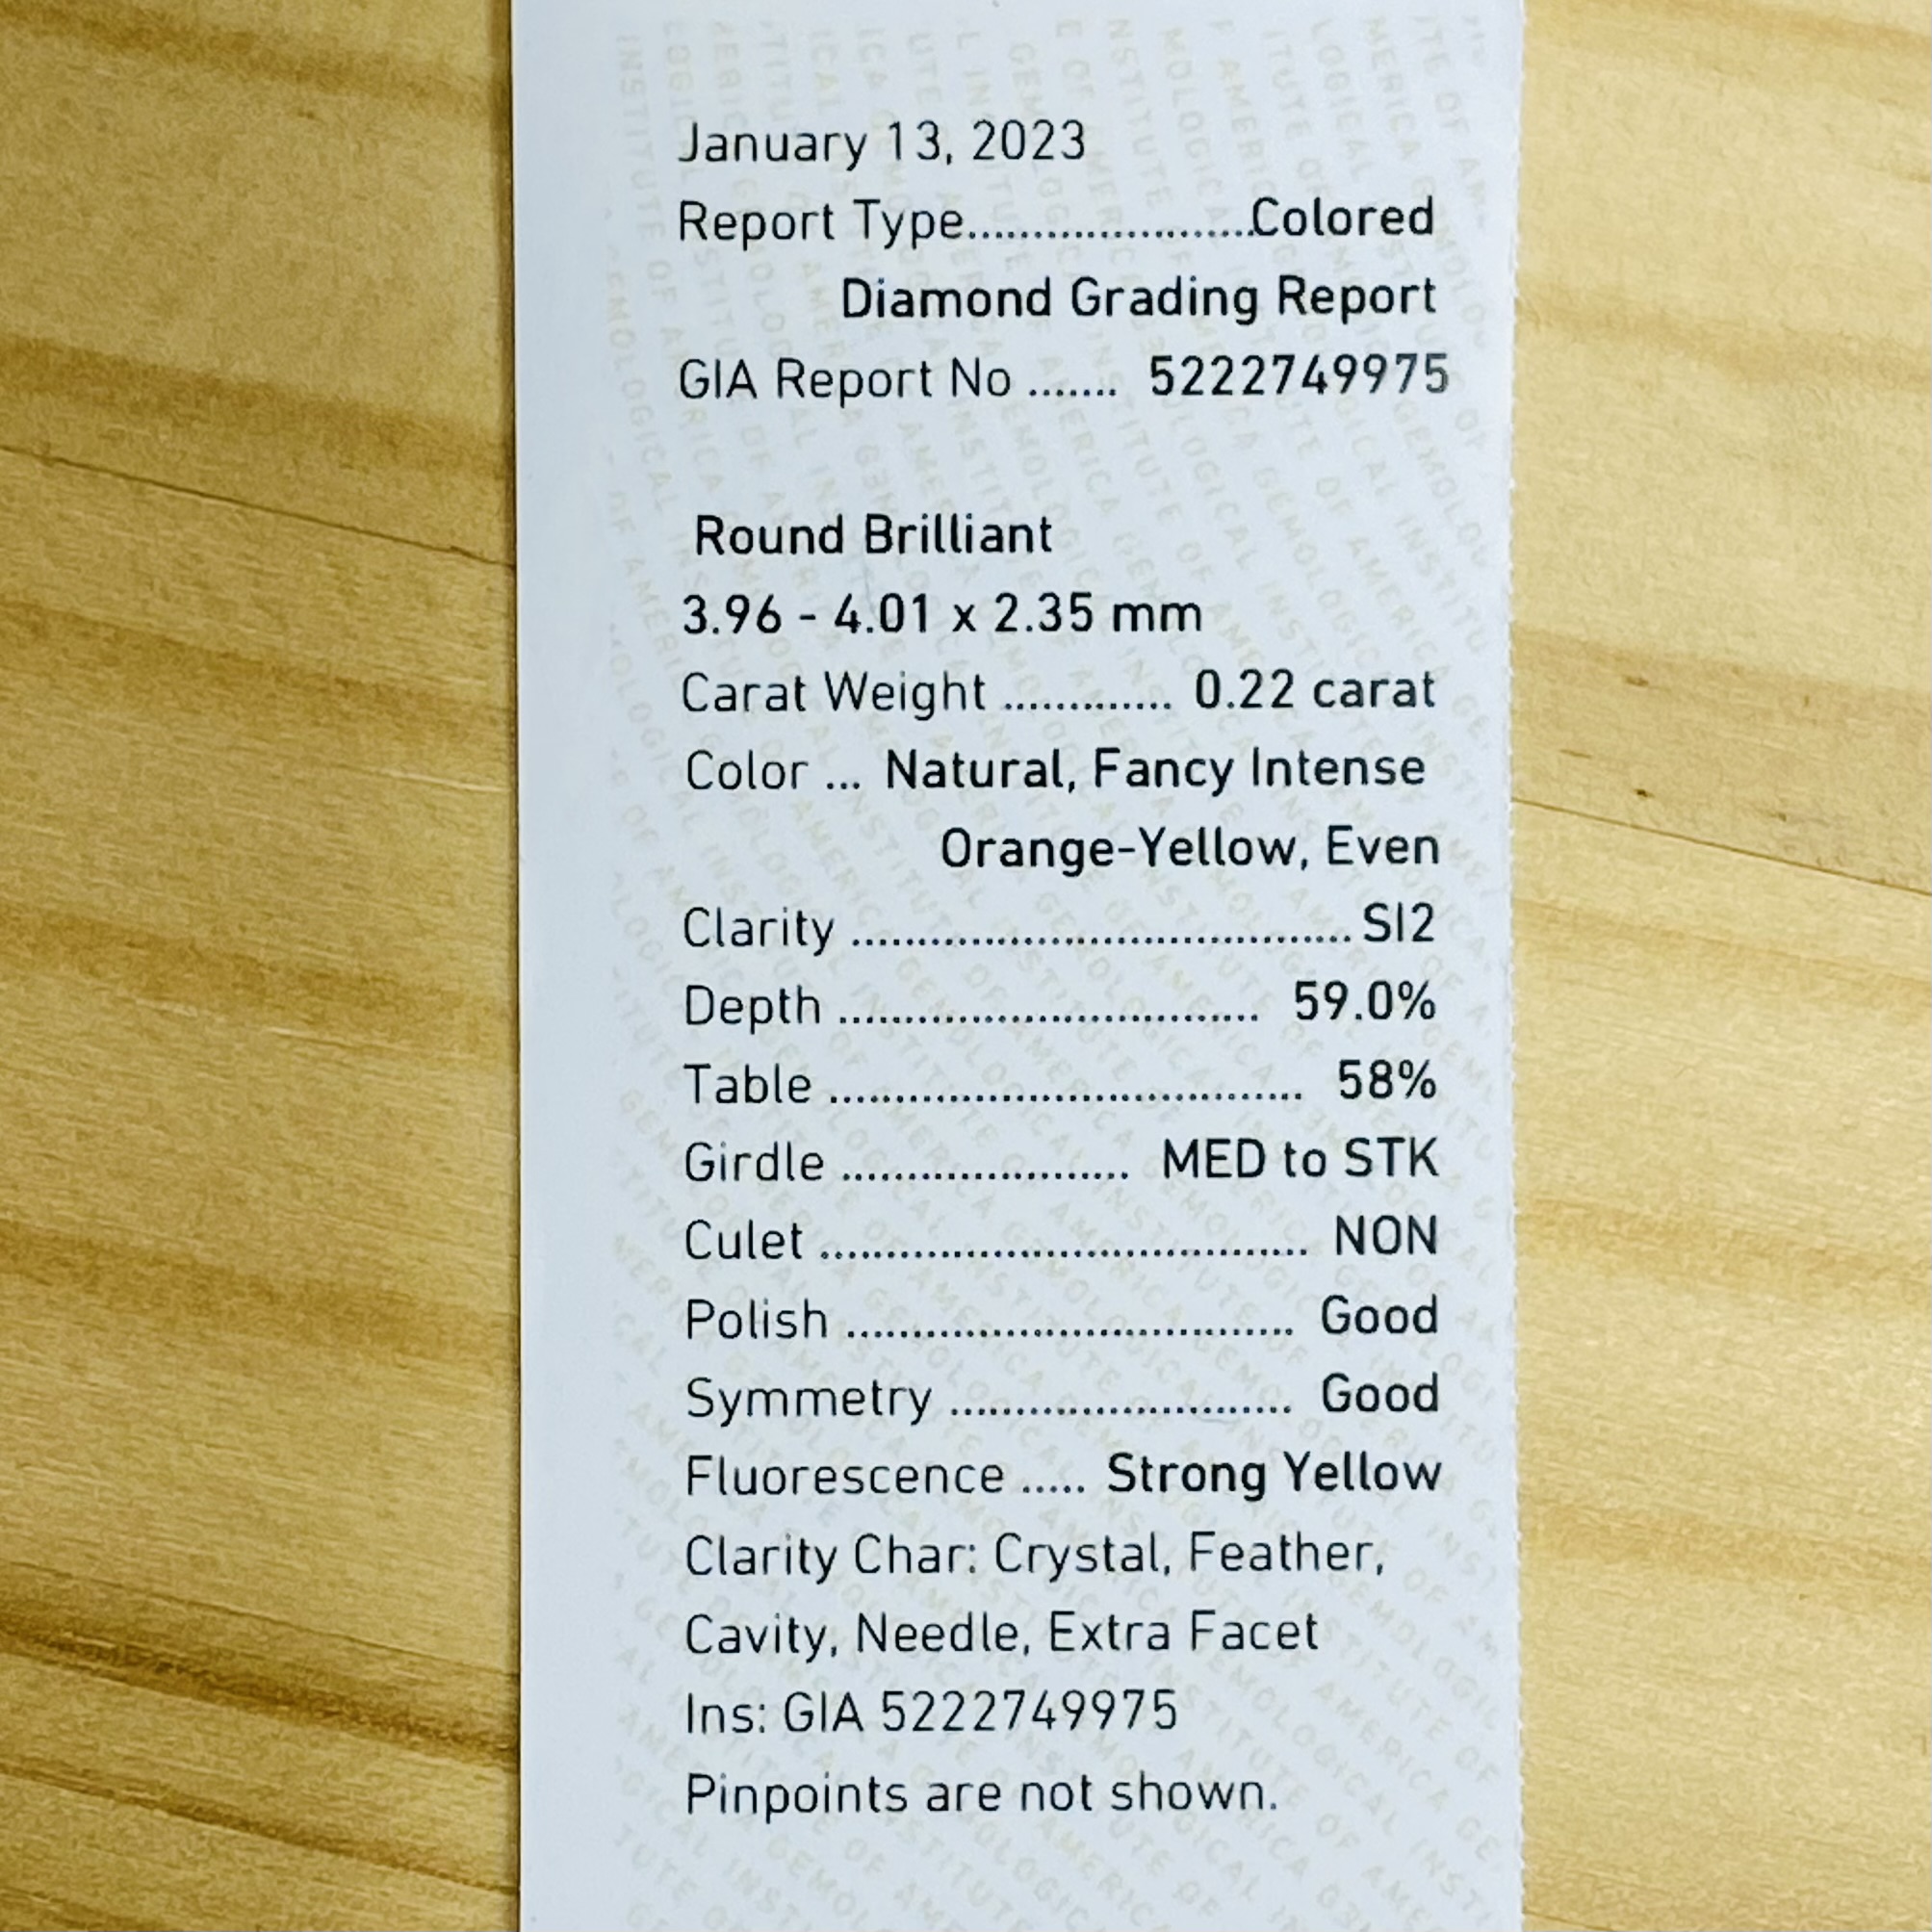 January 13, 2023
Report Type.......................Colored
Diamond Grading Report
GIA Report No ....... 5222749975
Round Brilliant
3.96 - 4.01 x 2.35 mm
Carat Weight ............. 0.22 carat
Color ... Natural, Fancy Intense
Orange-Yellow, Even
Clarity ...................................... SI2
Depth ................................ 59.0%
Table .................................... 58%
Girdle ...................... MED to STK
Culet ..................................... NON
Polish .................................. Good
Symmetry .......................... Good
Fluorescence ..... Strong Yellow
Clarity Char: Crystal, Feather,
Cavity, Needle, Extra Facet
Ins: GIA 5222749975
Pinpoints are not shown.